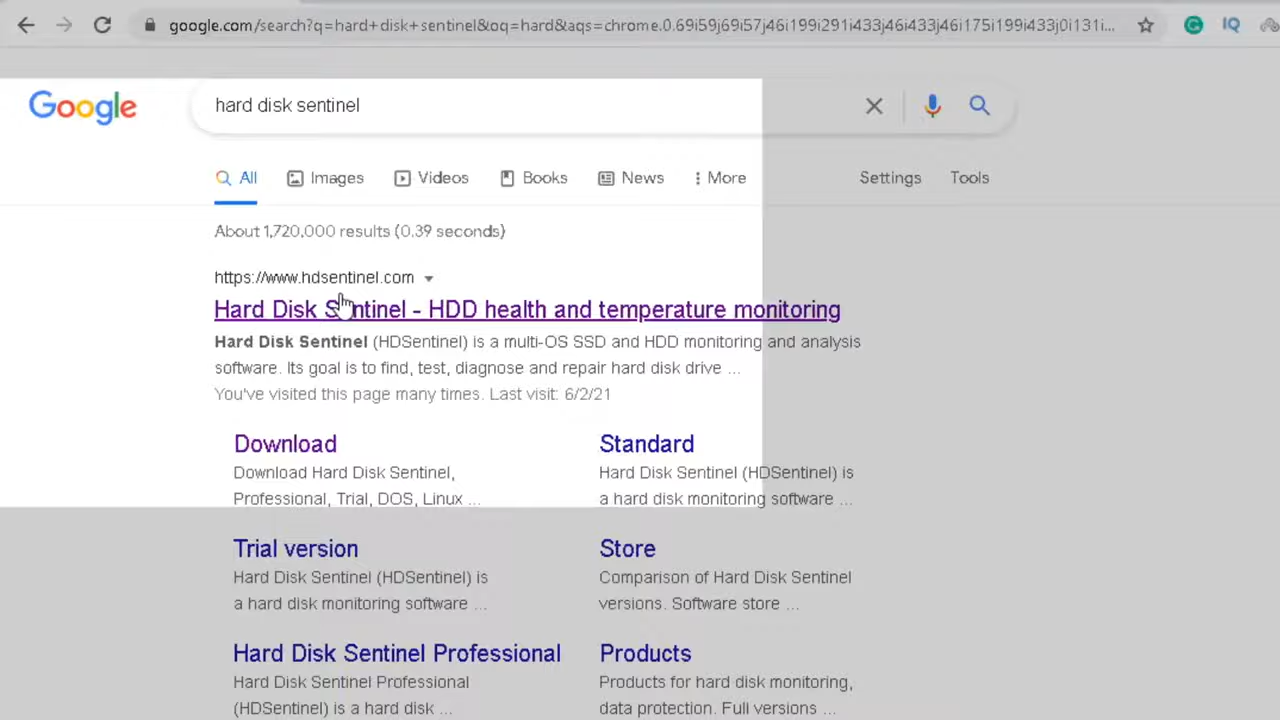 google.com/search?q=hard+disk+sentinel&oq=hard&aqs=chrome.0.69i59j69i57j46i199i291i433j46i433j46i175i199i433j0i131i...
IQ
Google
hard disk sentinel
All
Images
Videos
Books
News
More
Settings
Tools
About 1,720,000 results (0.39 seconds)
https://www.hdsentinel.com
Hard Disk Sentinel - HDD health and temperature monitoring
Hard Disk Sentinel (HDSentinel) is a multi-OS SSD and HDD monitoring and analysis
software. Its goal is to find, test, diagnose and repair hard disk drive ...
You've visited this page many times. Last visit: 6/2/21
Download
Download Hard Disk Sentinel,
Professional, Trial, DOS, Linux ...
Standard
Hard Disk Sentinel (HDSentinel) is
a hard disk monitoring software ...
Trial version
Hard Disk Sentinel (HDSentinel) is
a hard disk monitoring software ...
Store
Comparison of Hard Disk Sentinel
versions. Software store ...
Hard Disk Sentinel Professional
Hard Disk Sentinel Professional
(HDSentinel) is a hard disk ...
Products
Products for hard disk monitoring,
data protection. Full versions ...